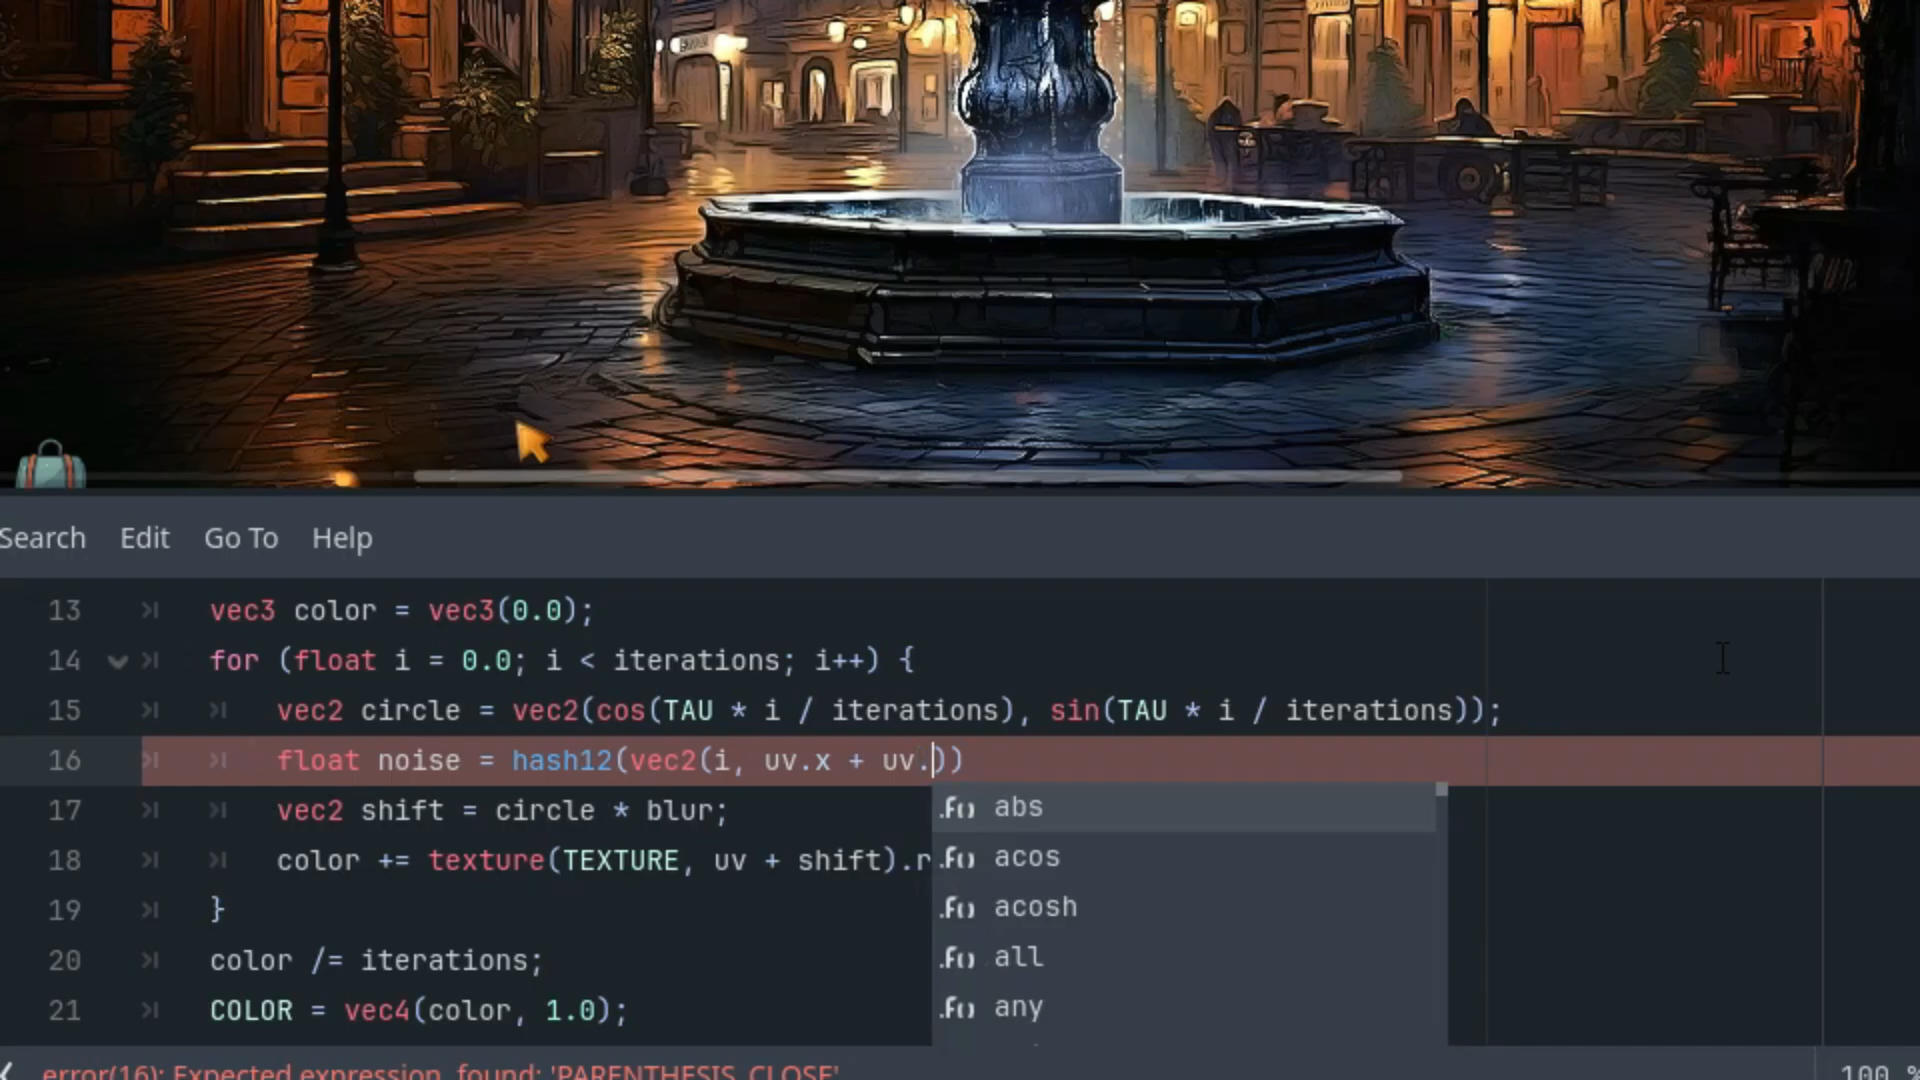 Search Edit Go To Help
13 vec3 color = vec3(0.0);
14 for (float i = 0.0; i < iterations; i++) {
15 vec2 circle = vec2(cos(TAU * i / iterations), sin(TAU * i / iterations));
16 float noise = hash12(vec2(i, uv.x + uv.))
17 vec2 shift = circle * blur;
.f() abs
18 color += texture(TEXTURE, uv + shift).r
.f() acos
19 }
.f() acosh
20 color /= iterations;
.f() all
21 COLOR = vec4(color, 1.0);
.f() any
error(16): Expected expression, found: 'PARENTHESIS_CLOSE'.
100 %